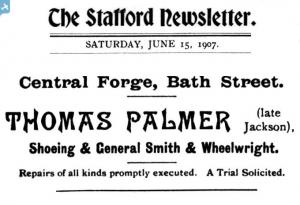 The Stafford Newsletter.
SATURDAY, JUNE 15, 1907.
Central Forge, Bath Street.
THOMAS PALMER (late Jackson),
Shoeing & General Smith & Wheelwright.
Repairs of all kinds promptly executed. A Trial Solicited.